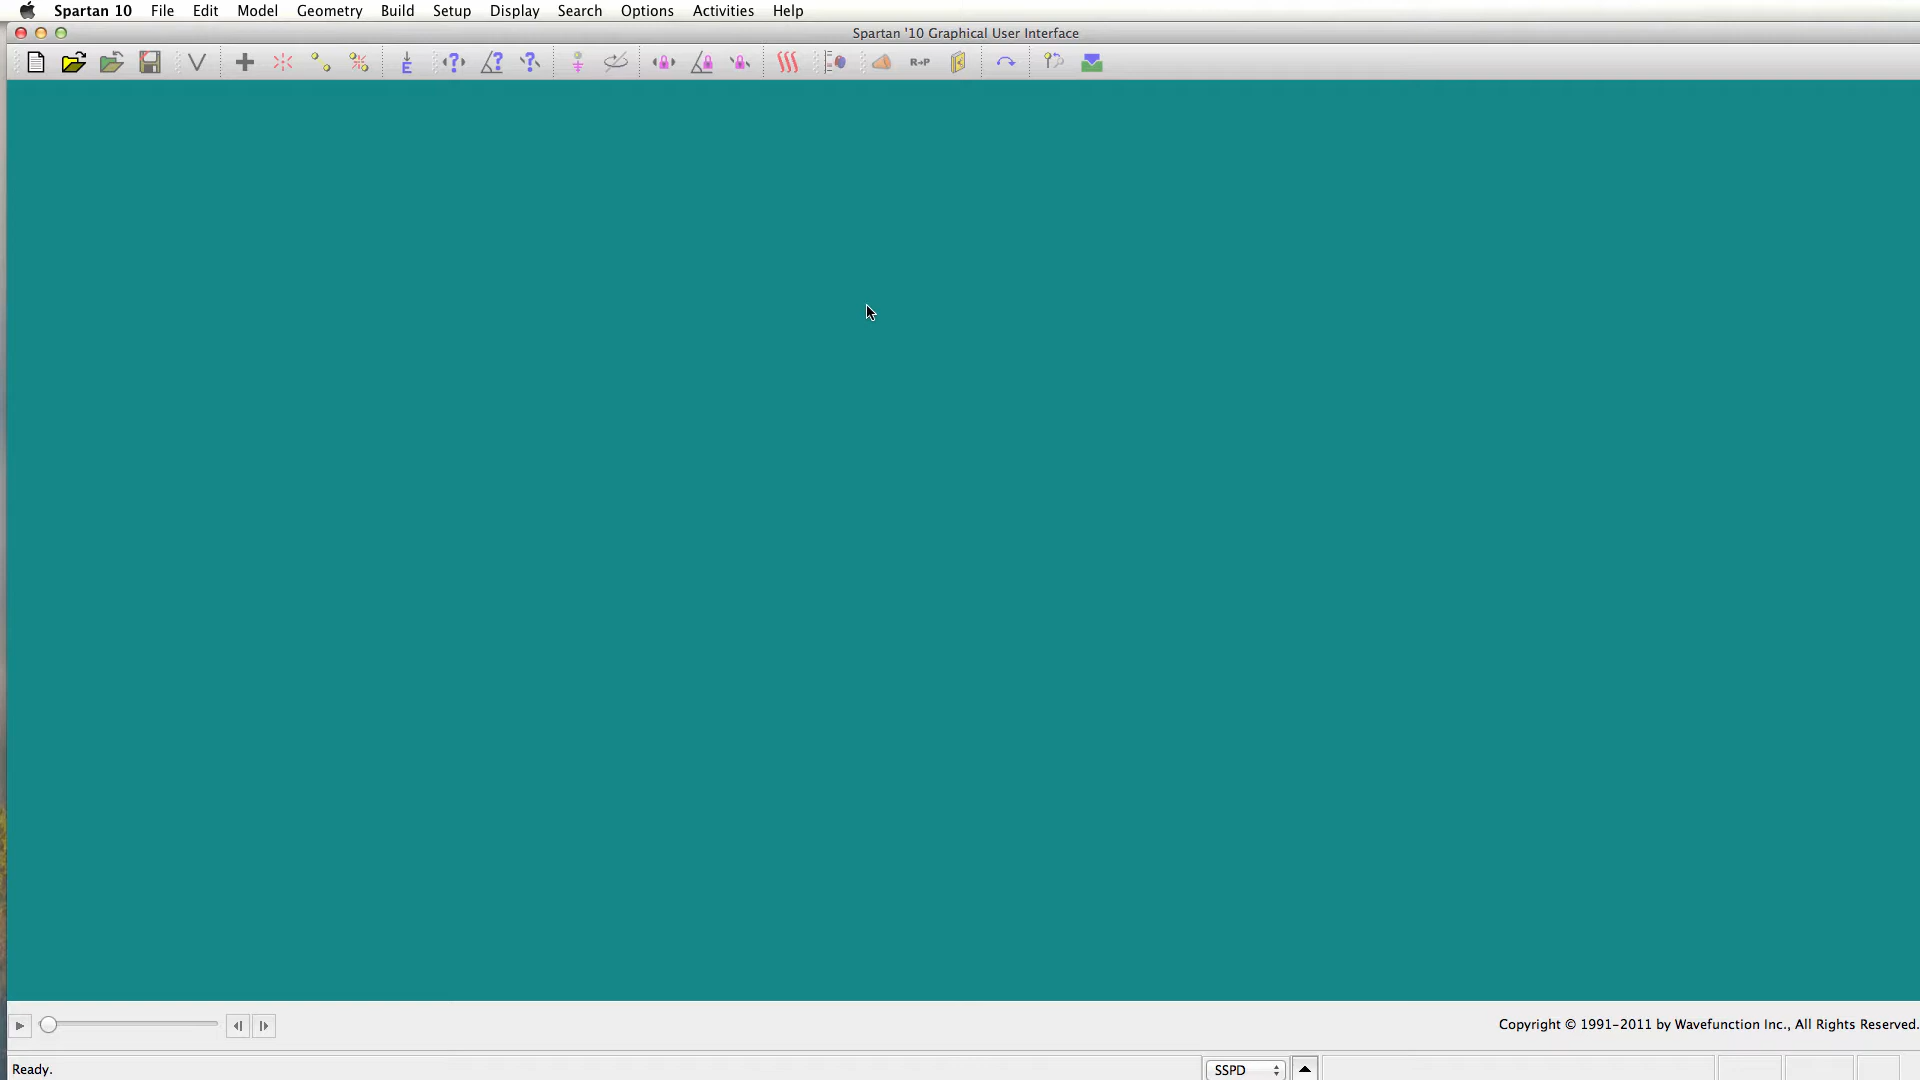 Spartan 10 File Edit Model Geometry Build Setup Display Search Options Activities Help
Spartan '10 Graphical User Interface
V E ? ? ? R→P
Copyright © 1991-2011 by Wavefunction Inc., All Rights Reserved.
Ready. SSPD